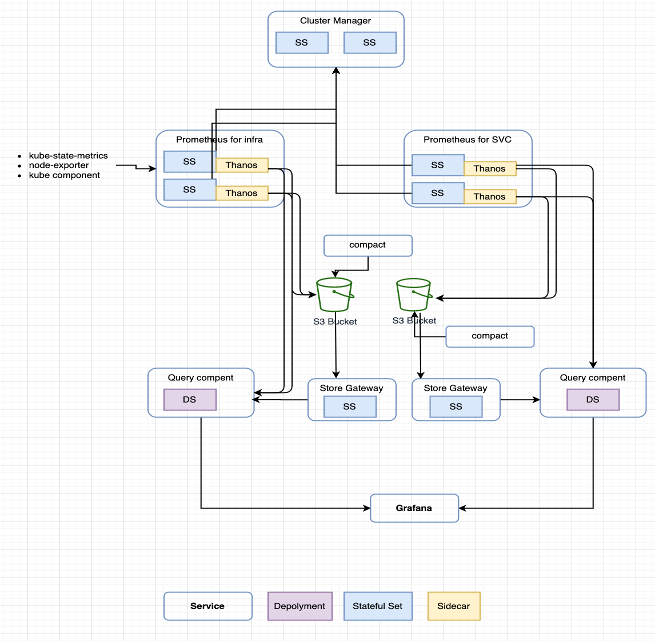 Cluster Manager
SS
SS
Prometheus for infra
SS
Thanos
SS
Thanos
kube-state-metrics
node-exporter
kube component
Prometheus for SVC
SS
Thanos
SS
Thanos
compact
S3 Bucket
S3 Bucket
compact
Query compent
DS
Store Gateway
SS
Store Gateway
SS
Query compent
DS
Grafana
Service
Depolyment
Stateful Set
Sidecar